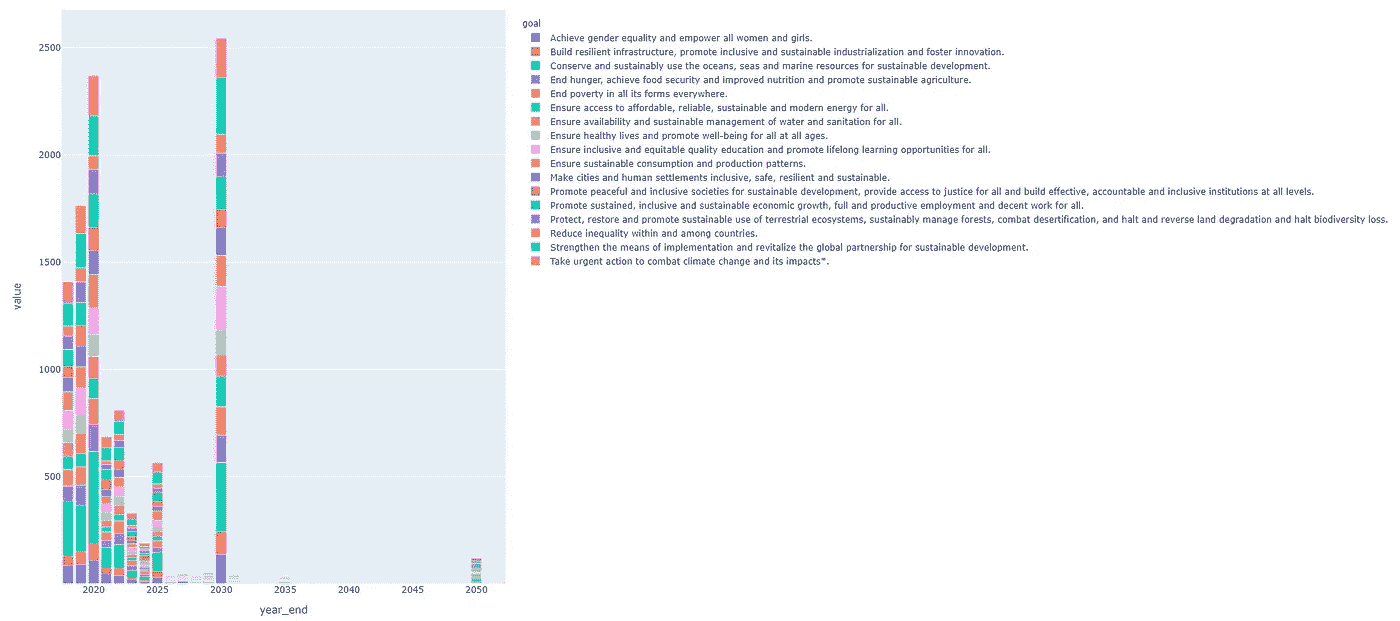 goal
Achieve gender equality and empower all women and girls.
Build resilient infrastructure, promote inclusive and sustainable industrialization and foster innovation.
Conserve and sustainably use the oceans, seas and marine resources for sustainable development.
End hunger, achieve food security and improved nutrition and promote sustainable agriculture.
End poverty in all its forms everywhere.
Ensure access to affordable, reliable, sustainable and modern energy for all.
Ensure availability and sustainable management of water and sanitation for all.
Ensure healthy lives and promote well-being for all at all ages.
Ensure inclusive and equitable quality education and promote lifelong learning opportunities for all.
Ensure sustainable consumption and production patterns.
Make cities and human settlements inclusive, safe, resilient and sustainable.
Promote peaceful and inclusive societies for sustainable development, provide access to justice for all and build effective, accountable and inclusive institutions at all levels.
Promote sustained, inclusive and sustainable economic growth, full and productive employment and decent work for all.
Protect, restore and promote sustainable use of terrestrial ecosystems, sustainably manage forests, combat desertification, and halt and reverse land degradation and halt biodiversity loss.
Reduce inequality within and among countries.
Strengthen the means of implementation and revitalize the global partnership for sustainable development.
Take urgent action to combat climate change and its impacts*.
2500
2000
1500
1000
500
value
2020
2025
2030
2035
2040
2045
2050
year_end